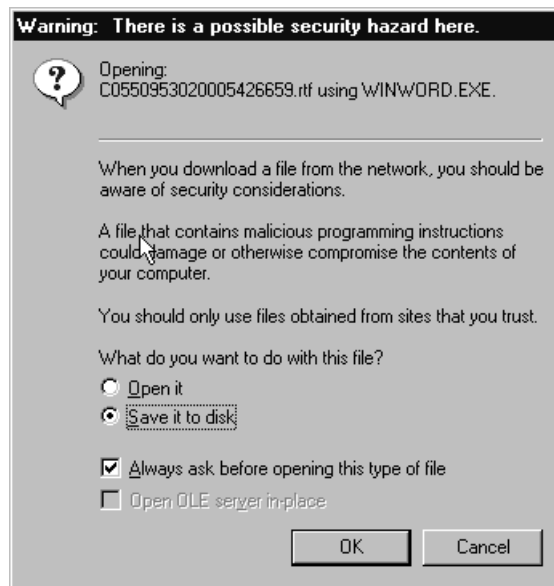 Warning: There is a possible security hazard here.
Opening:
C0550953020005426659.rtf using WINWORD.EXE.
When you download a file from the network, you should be
aware of security considerations.
A file that contains malicious programming instructions
could damage or otherwise compromise the contents of
your computer.
You should only use files obtained from sites that you trust.
What do you want to do with this file?
Open it
Save it to disk
Always ask before opening this type of file
Open OLE server in-place
OK Cancel